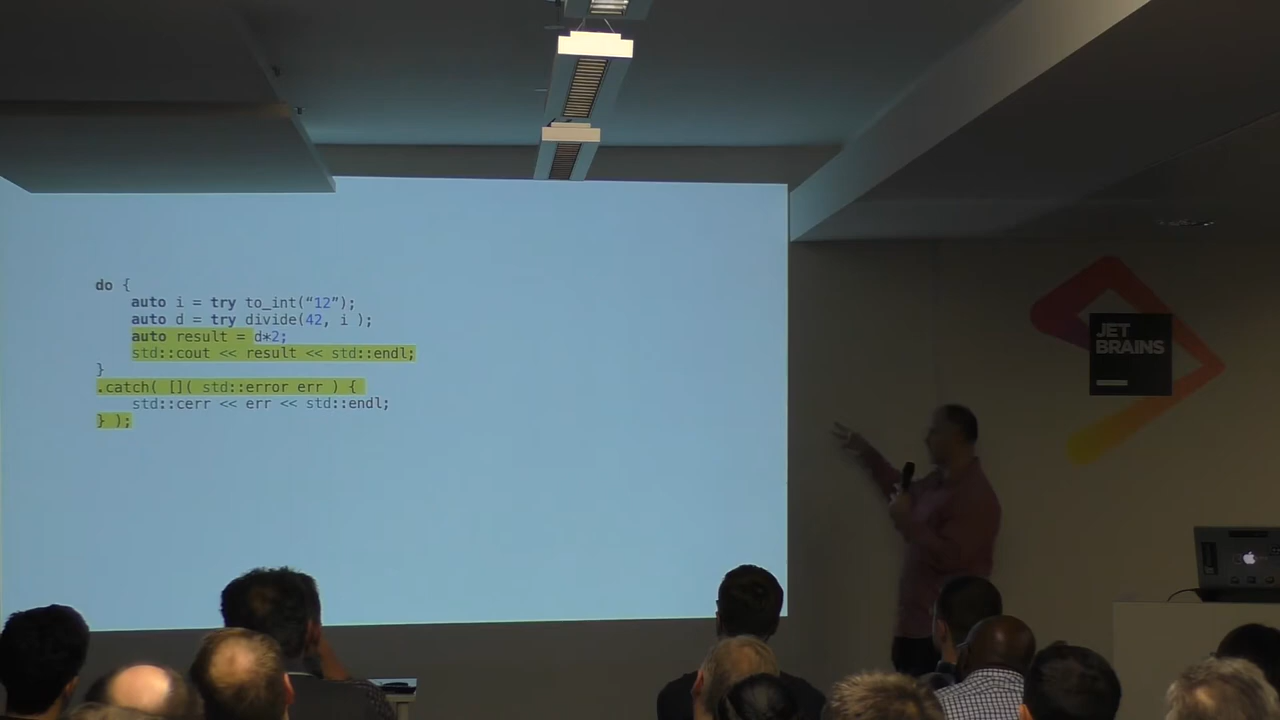 do {
    auto i = try to_int(“12”);
    auto d = try divide(42, i );
    auto result = d*2;
    std::cout << result << std::endl;
}
.catch( []( std::error err ) {
    std::cerr << err << std::endl;
} );
JET
BRAINS